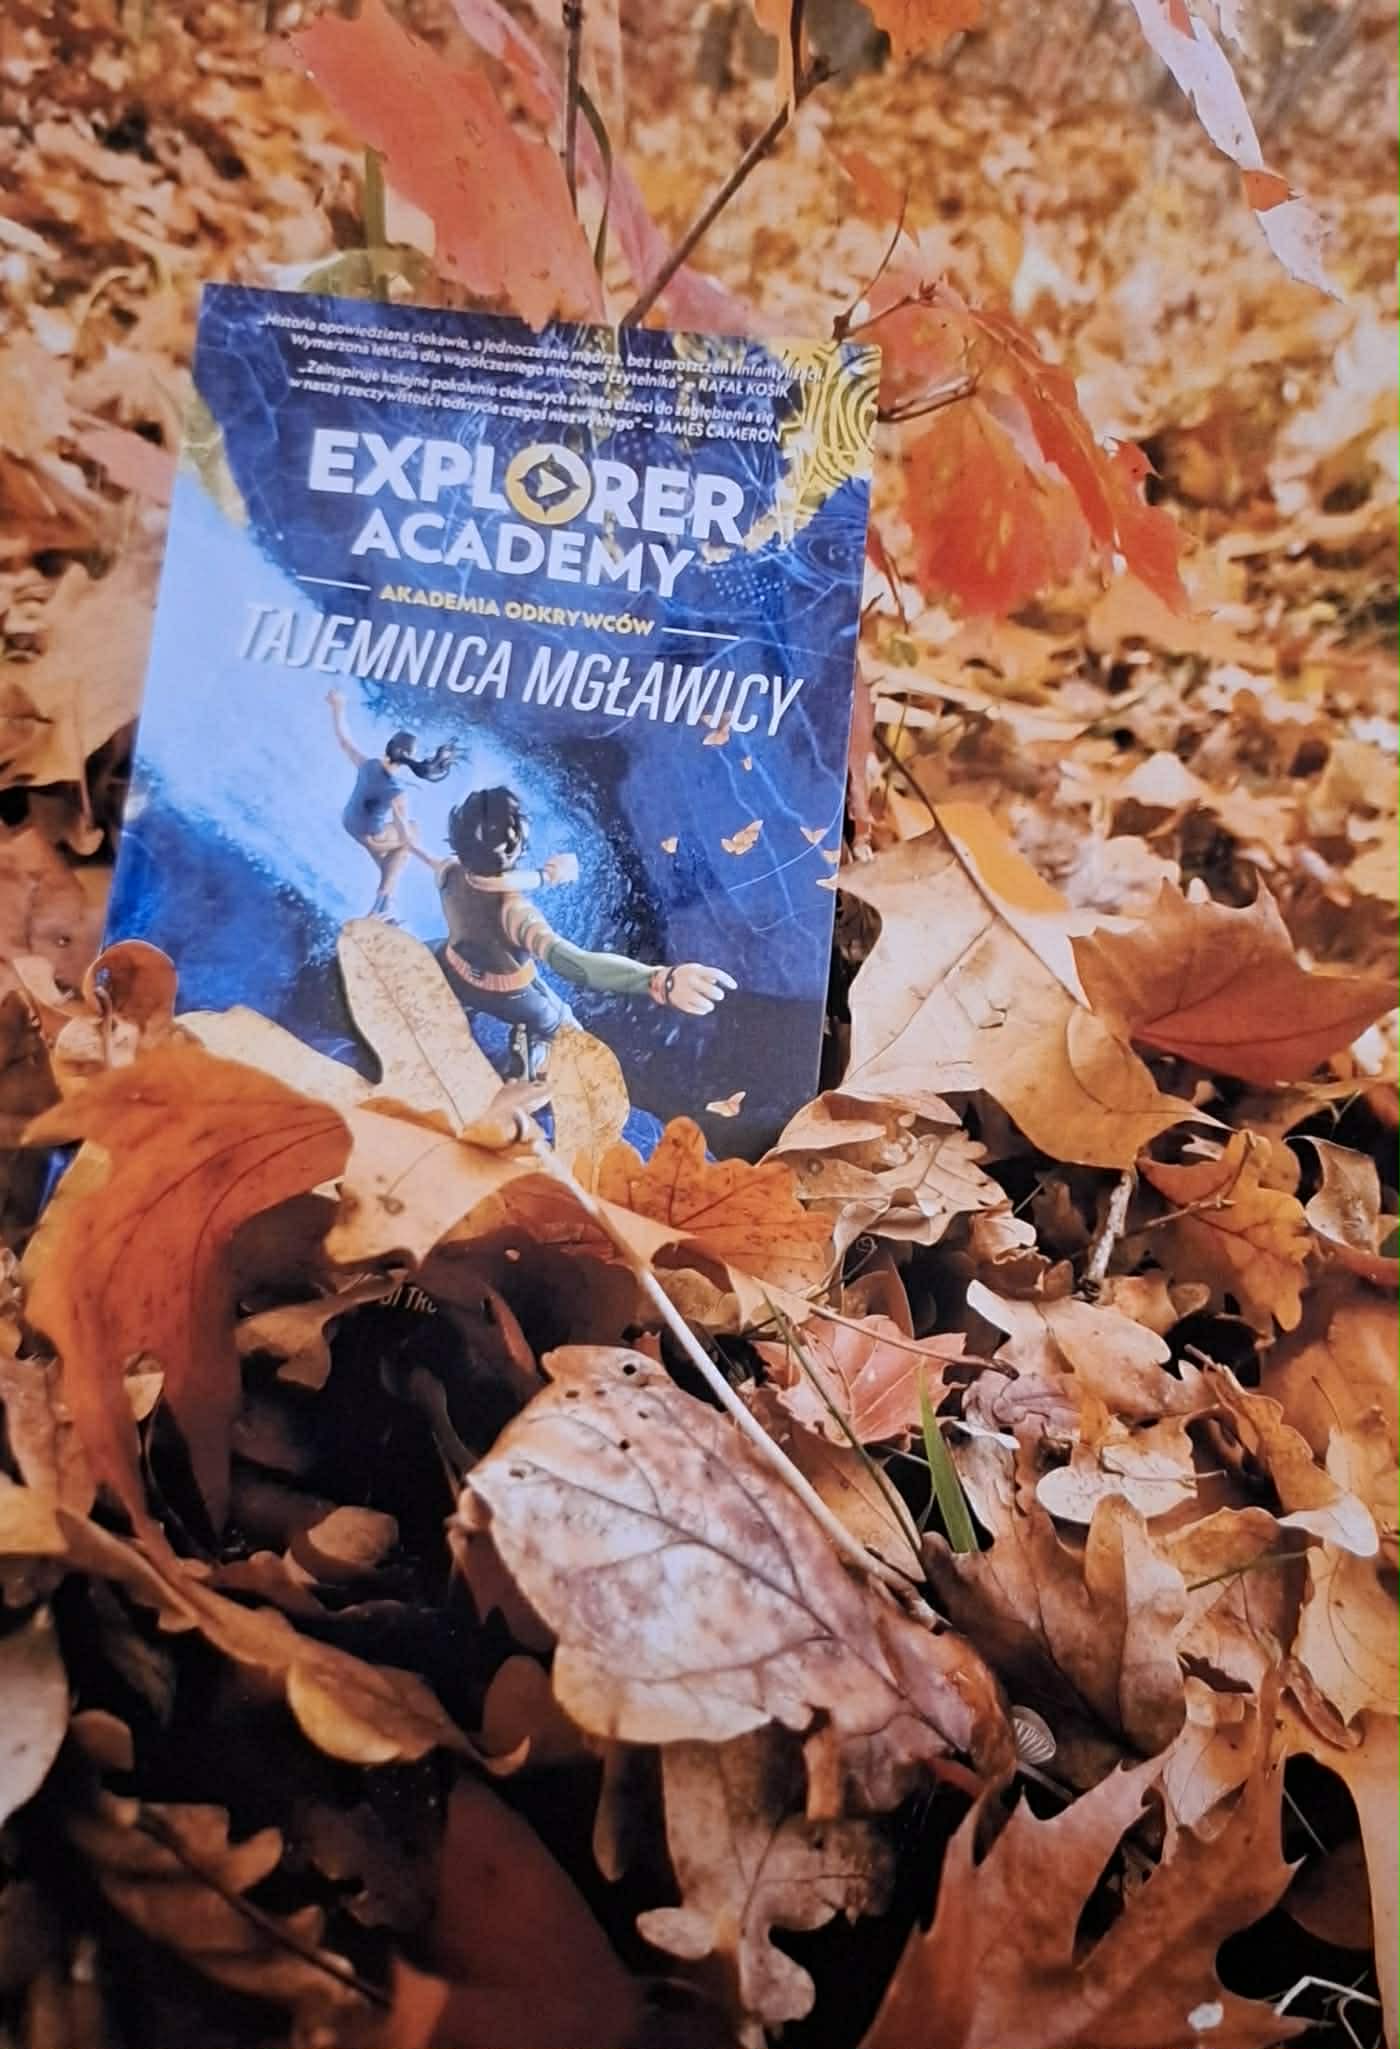 „Historia opowiedziana ciekawie, a jednocześnie mądrze, bez uproszczeń i infantylizacji.
Wymarzona lektura dla współczesnego młodego czytelnika" – RAFAŁ KOSIK
„Zainspiruje kolejne pokolenie ciekawych świata dzieci do zagłębienia się
w naszą rzeczywistość i odkrycia czegoś niezwykłego" – JAMES CAMERON
EXPLORER
ACADEMY
AKADEMIA ODKRYWCÓW
TAJEMNICA MGŁAWICY